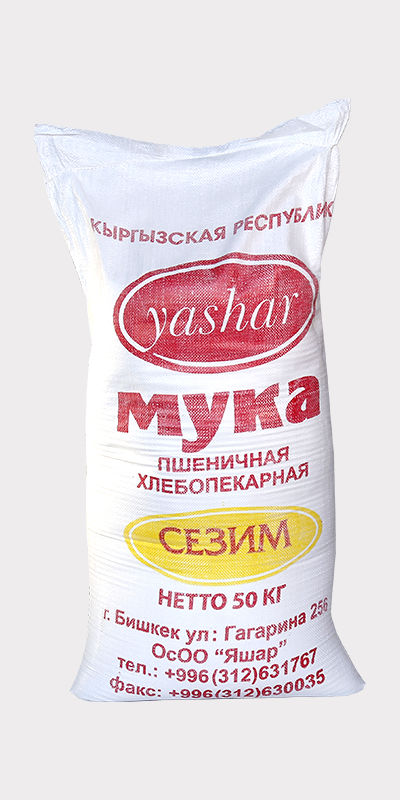 КЫРГЫЗСКАЯ РЕСПУБЛИК
yashar
мука
ПШЕНИЧНАЯ
ХЛЕБОПЕКАРНАЯ
СЕЗИМ
НЕТТО 50 КГ
г. Бишкек ул: Гагарина 256
ОсОО "Яшар"
тел.: +996(312)631767
факс: +996(312)630035